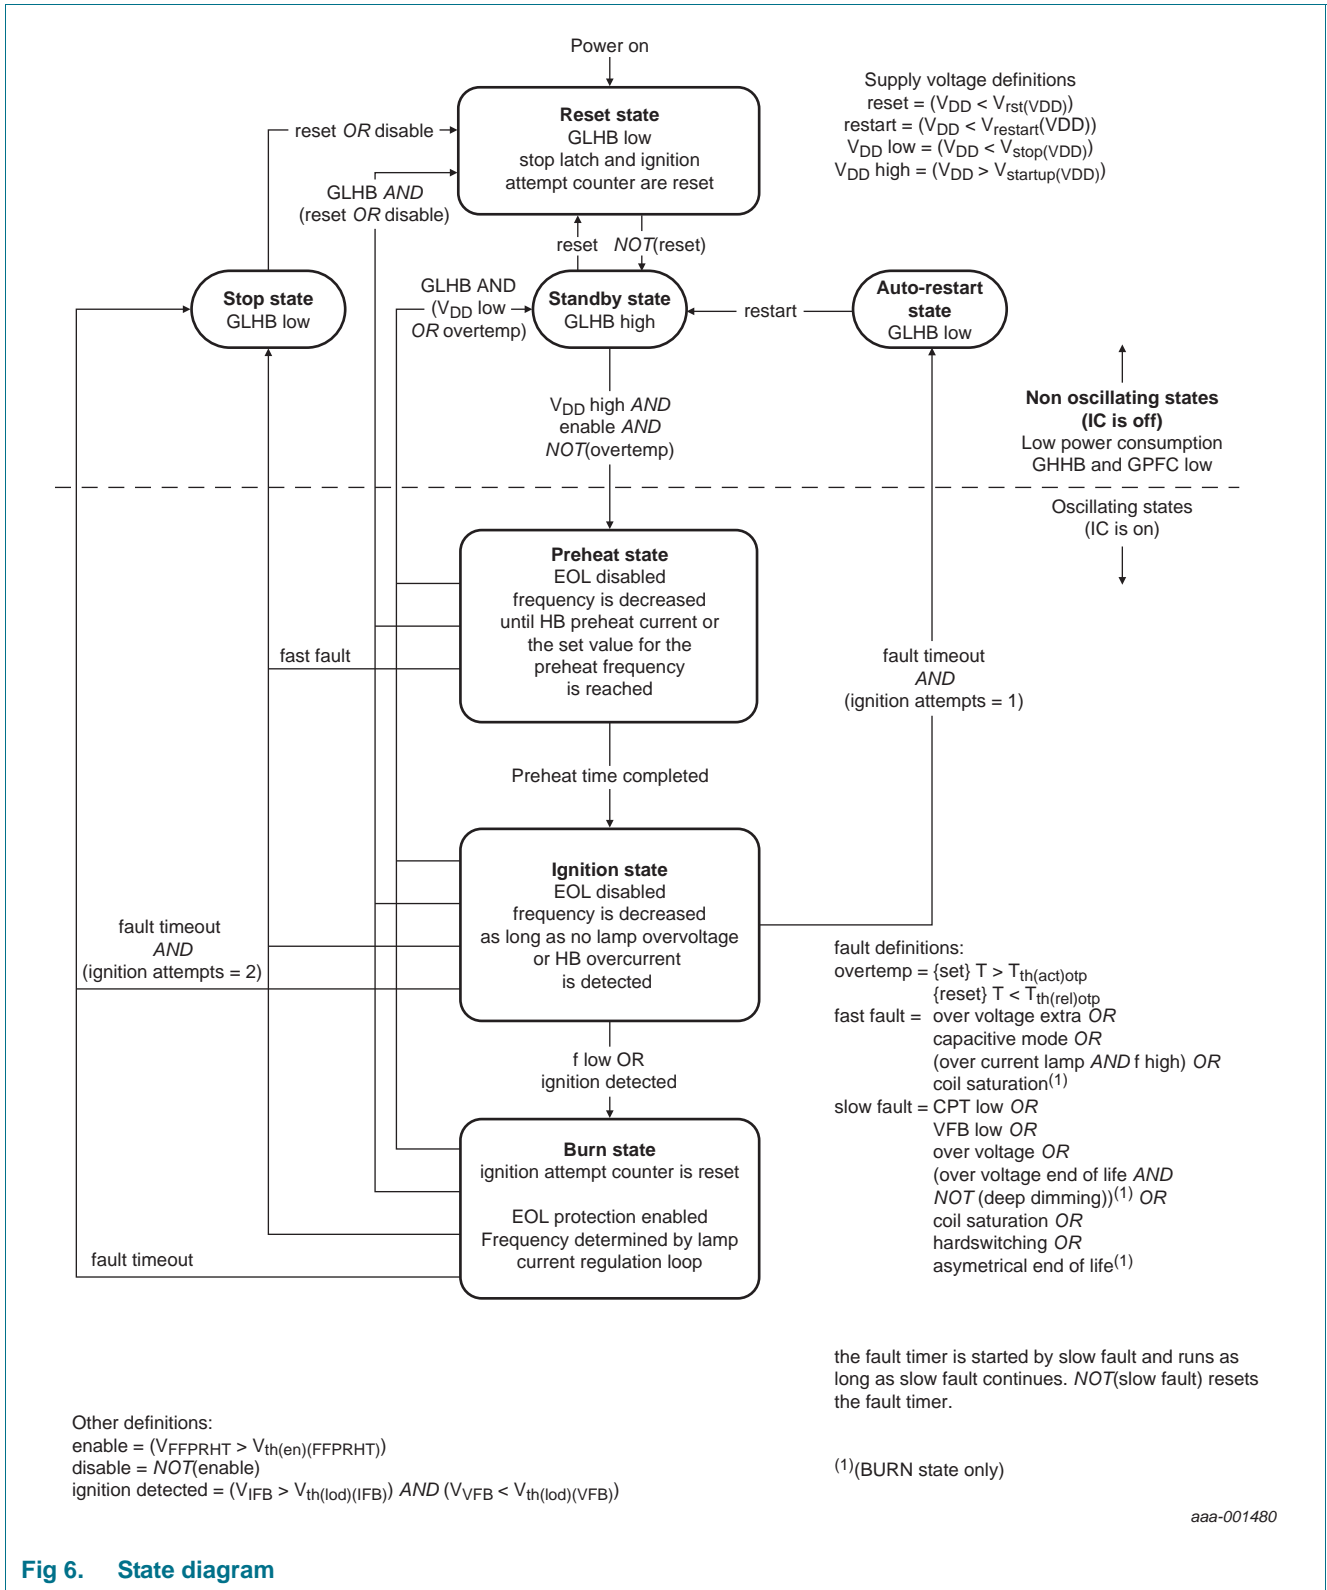 Power on
Reset state
GLHB low
stop latch and ignition
attempt counter are reset
Supply voltage definitions
reset = (VDD < Vrst(VDD))
restart = (VDD < Vrestart(VDD))
VDD low = (VDD < Vstop(VDD))
VDD high = (VDD > Vstartup(VDD))
reset OR disable
GLHB AND
(reset OR disable)
reset
NOT(reset)
Stop state
GLHB low
GLHB AND
(VDD low
OR overtemp)
Standby state
GLHB high
restart
Auto-restart
state
GLHB low
VDD high AND
enable AND
NOT(overtemp)
Non oscillating states
(IC is off)
Low power consumption
GHHB and GPFC low
Oscillating states
(IC is on)
Preheat state
EOL disabled
frequency is decreased
until HB preheat current or
the set value for the
preheat frequency
is reached
fast fault
fault timeout
AND
(ignition attempts = 1)
Preheat time completed
Ignition state
EOL disabled
frequency is decreased
as long as no lamp overvoltage
or HB overcurrent
is detected
fault timeout
AND
(ignition attempts = 2)
f low OR
ignition detected
Burn state
ignition attempt counter is reset
EOL protection enabled
Frequency determined by lamp
current regulation loop
fault timeout
fault definitions:
overtemp = {set} T > Tth(act)otp
{reset} T < Tth(rel)otp
fast fault = over voltage extra OR
capacitive mode OR
(over current lamp AND f high) OR
coil saturation(1)
slow fault = CPT low OR
VFB low OR
over voltage OR
(over voltage end of life AND
NOT (deep dimming))(1) OR
coil saturation OR
hardswitching OR
asymetrical end of life(1)
the fault timer is started by slow fault and runs as
long as slow fault continues. NOT(slow fault) resets
the fault timer.
Other definitions:
enable = (VFFPRHT > Vth(en)(FFPRHT))
disable = NOT(enable)
ignition detected = (VIFB > Vth(lod)(IFB)) AND (VVFB < Vth(lod)(VFB))
(1)(BURN state only)
aaa-001480
Fig 6. State diagram